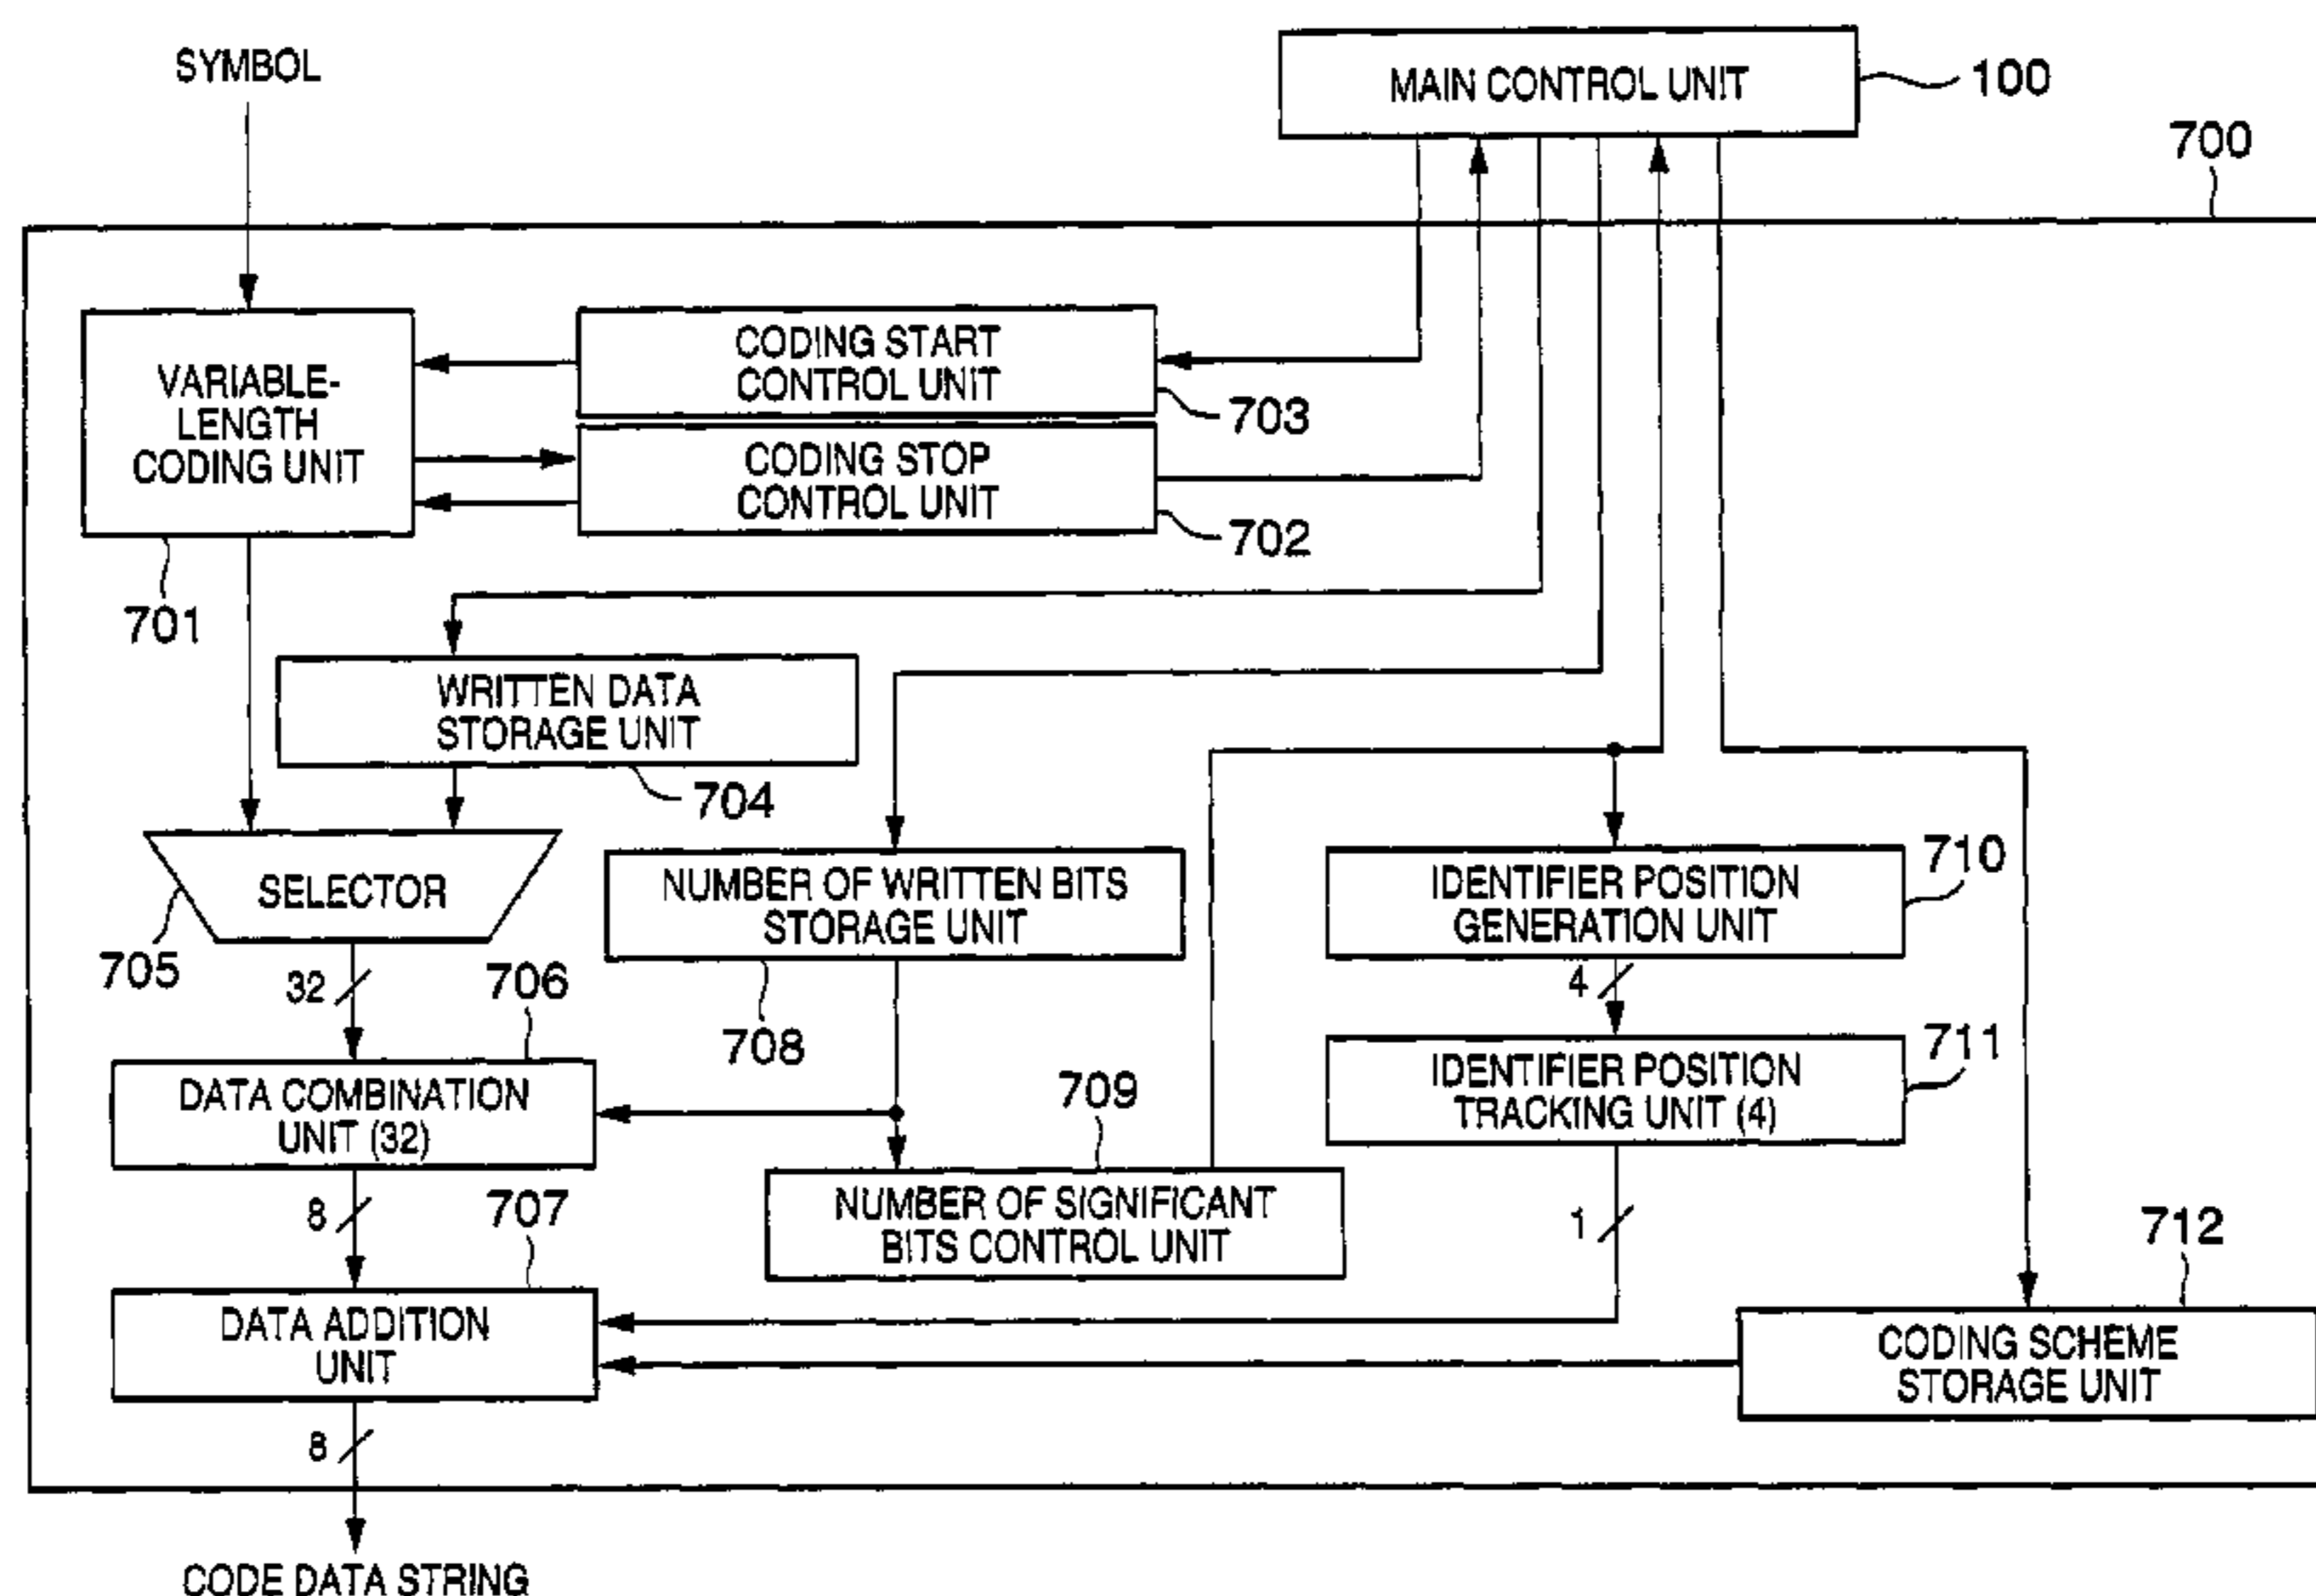 SYMBOL
MAIN CONTROL UNIT
100
700
VARIABLE-
LENGTH
CODING UNIT
701
CODING START
CONTROL UNIT
703
CODING STOP
CONTROL UNIT
702
WRITTEN DATA
STORAGE UNIT
704
SELECTOR
705
NUMBER OF WRITTEN BITS
STORAGE UNIT
708
IDENTIFIER POSITION
GENERATION UNIT
710
32
706
4
DATA COMBINATION
UNIT (32)
709
IDENTIFIER POSITION
TRACKING UNIT (4)
711
8
707
NUMBER OF SIGNIFICANT
BITS CONTROL UNIT
1
712
DATA ADDITION
UNIT
CODING SCHEME
STORAGE UNIT
8
CODE DATA STRING